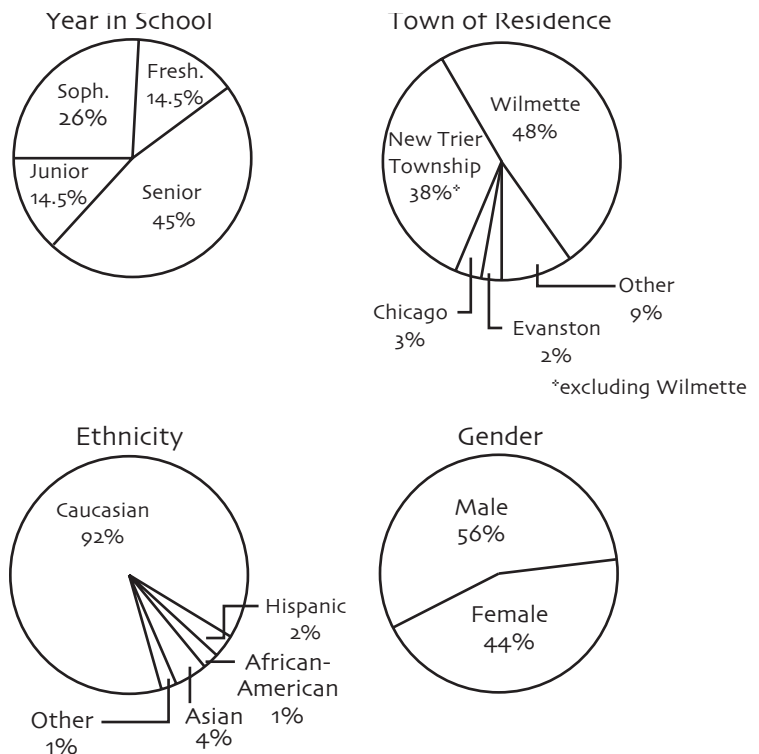 Year in School
Fresh.
14.5%
Soph.
26%
Junior
14.5%
Senior
45%
Town of Residence
Wilmette
48%
New Trier
Township
38%✢
Other
9%
Chicago
3%
Evanston
2%
✢excluding Wilmette
Ethnicity
Caucasian
92%
Hispanic
2%
African-
American
1%
Asian
4%
Other
1%
Gender
Male
56%
Female
44%